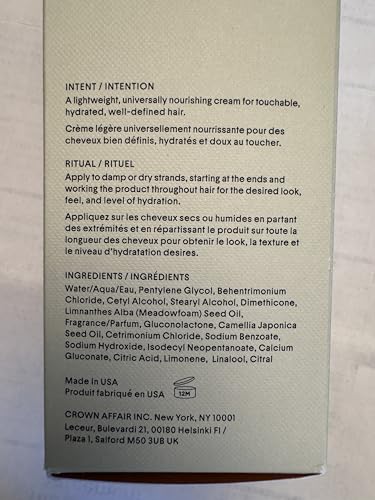 INTENT / INTENTION
A lightweight, universally nourishing cream for touchable,
hydrated, well-defined hair.
Crème légère universellement nourrissante pour des
cheveux bien définis, hydratés et doux au toucher.
RITUAL / RITUEL
Apply to damp or dry strands, starting at the ends and
working the product throughout hair for the desired look,
feel, and level of hydration.
Appliquez sur les cheveux secs ou humides en partant
des extrémités et en répartissant le produit sur toute la
longueur des cheveux pour obtenir le look, la texture et
le niveau d'hydratation desires.
INGREDIENTS / INGRÉDIENTS
Water/Aqua/Eau, Pentylene Glycol, Behentrimonium
Chloride, Cetyl Alcohol, Stearyl Alcohol, Dimethicone,
Limnanthes Alba (Meadowfoam) Seed Oil,
Fragrance/Parfum, Gluconolactone, Camellia Japonica
Seed Oil, Cetrimonium Chloride, Sodium Benzoate,
Sodium Hydroxide, Isodecyl Neopentanoate, Calcium
Gluconate, Citric Acid, Limonene, Linalool, Citral
Made in USA
Produit fabriqué en USA
12M
CROWN AFFAIR INC. New York, NY 10001
Leceur, Bulevardi 21, 00180 Helsinki FI /
Plaza 1, Salford M50 3UB UK